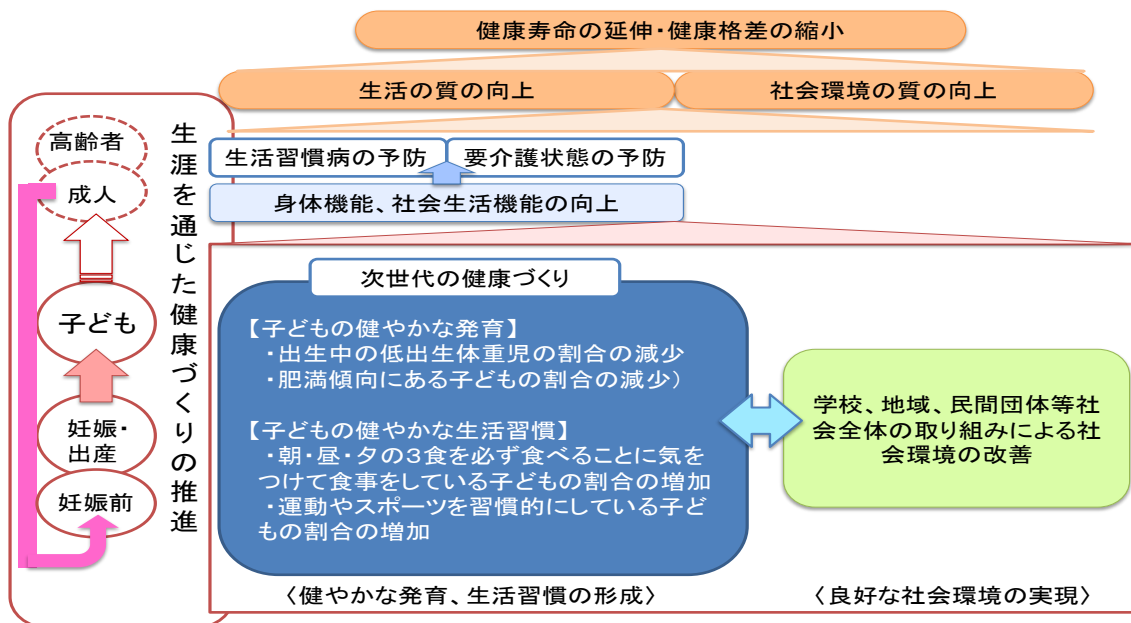 健康寿命の延伸・健康格差の縮小
生活の質の向上
社会環境の質の向上
生活習慣病の予防
要介護状態の予防
身体機能、社会生活機能の向上
生涯を通じた健康づくりの推進
高齢者
成人
子ども
妊娠・
出産
妊娠前
次世代の健康づくり
【子どもの健やかな発育】
・出生中の低出生体重児の割合の減少
・肥満傾向にある子どもの割合の減少）
【子どもの健やかな生活習慣】
・朝・昼・夕の３食を必ず食べることに気を
つけて食事をしている子どもの割合の増加
・運動やスポーツを習慣的にしている子ど
もの割合の増加
学校、地域、民間団体等社
会全体の取り組みによる社
会環境の改善
〈健やかな発育、生活習慣の形成〉
〈良好な社会環境の実現〉